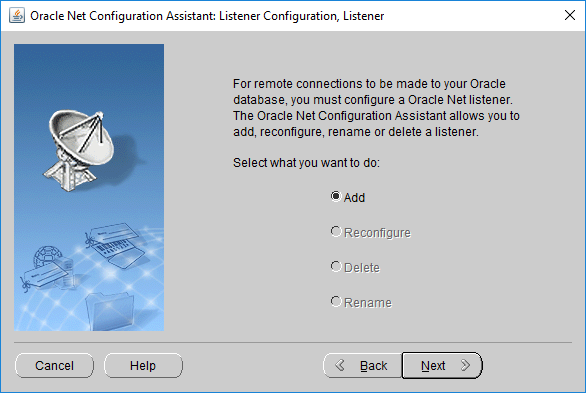 Oracle Net Configuration Assistant: Listener Configuration, Listener
For remote connections to be made to your Oracle
database, you must configure a Oracle Net listener.
The Oracle Net Configuration Assistant allows you to
add, reconfigure, rename or delete a listener.
Select what you want to do:
Add
Reconfigure
Delete
Rename
Cancel
Help
Back
Next